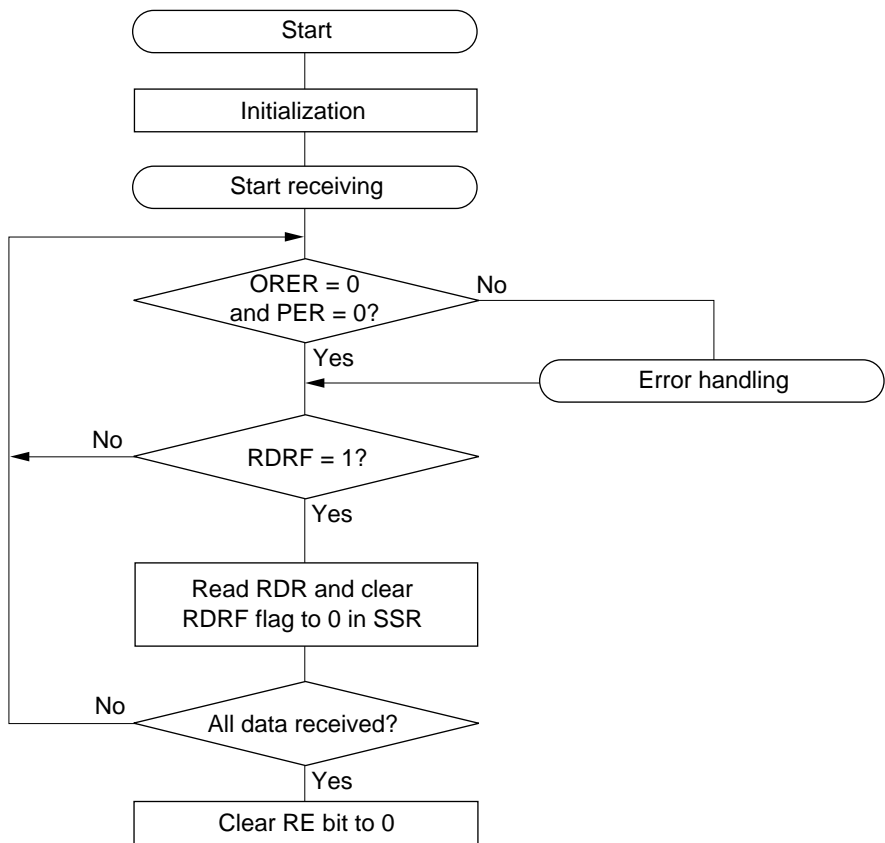 Start
Initialization
Start receiving
ORER = 0
and PER = 0?
No
Yes
Error handling
No
RDRF = 1?
Yes
Read RDR and clear
RDRF flag to 0 in SSR
No
All data received?
Yes
Clear RE bit to 0